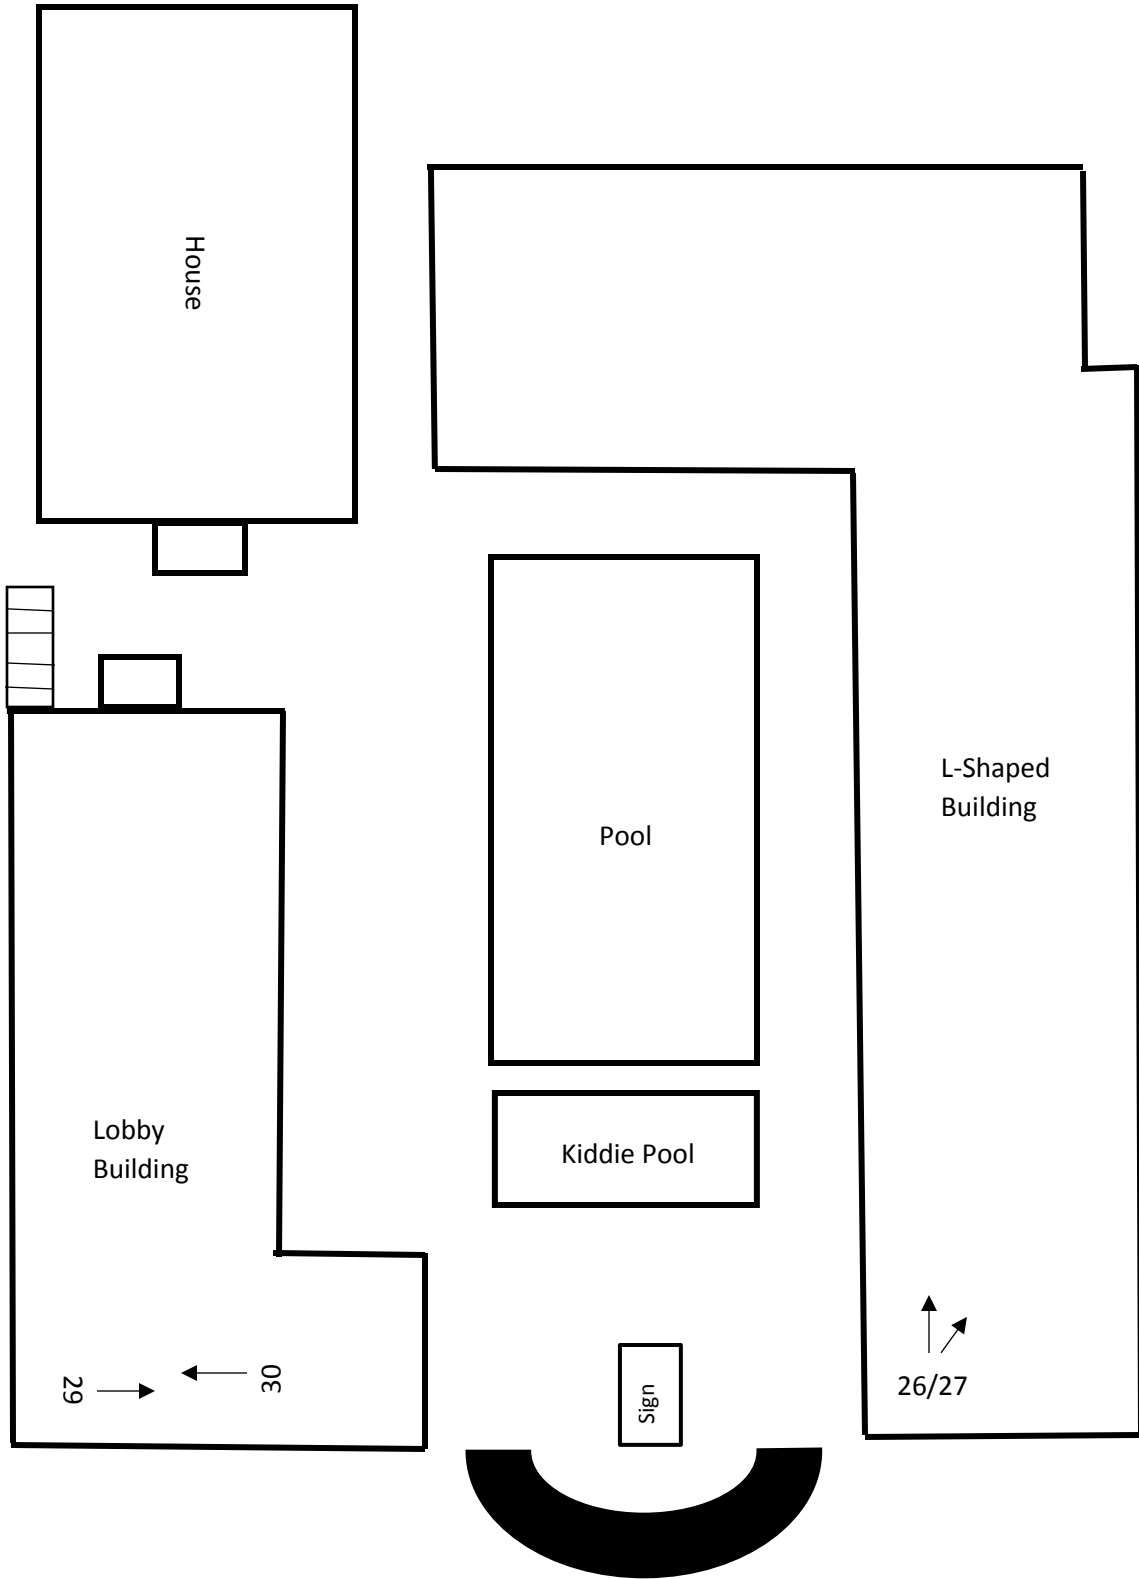 House
L-Shaped
Building
Pool
Lobby
Building
Kiddie Pool
29
30
Sign
26/27